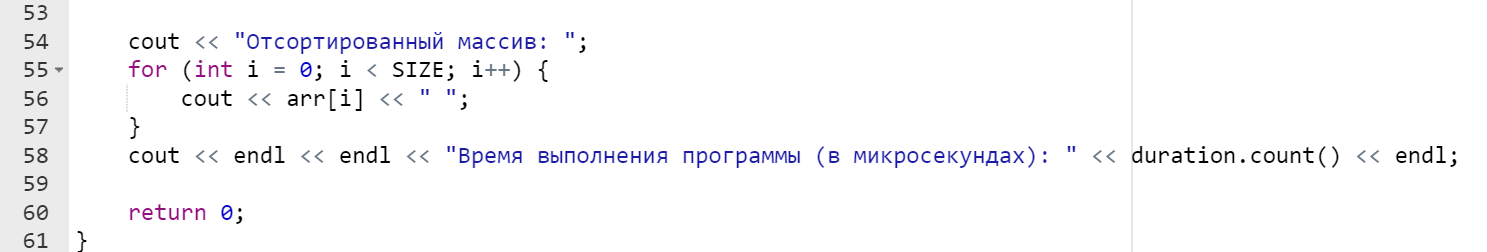 53
54 cout << "Отсортированный массив: ";
55 for (int i = 0; i < SIZE; i++) {
56 cout << arr[i] << " ";
57 }
58 cout << endl << endl << "Время выполнения программы (в микросекундах): " << duration.count() << endl;
59
60 return 0;
61 }